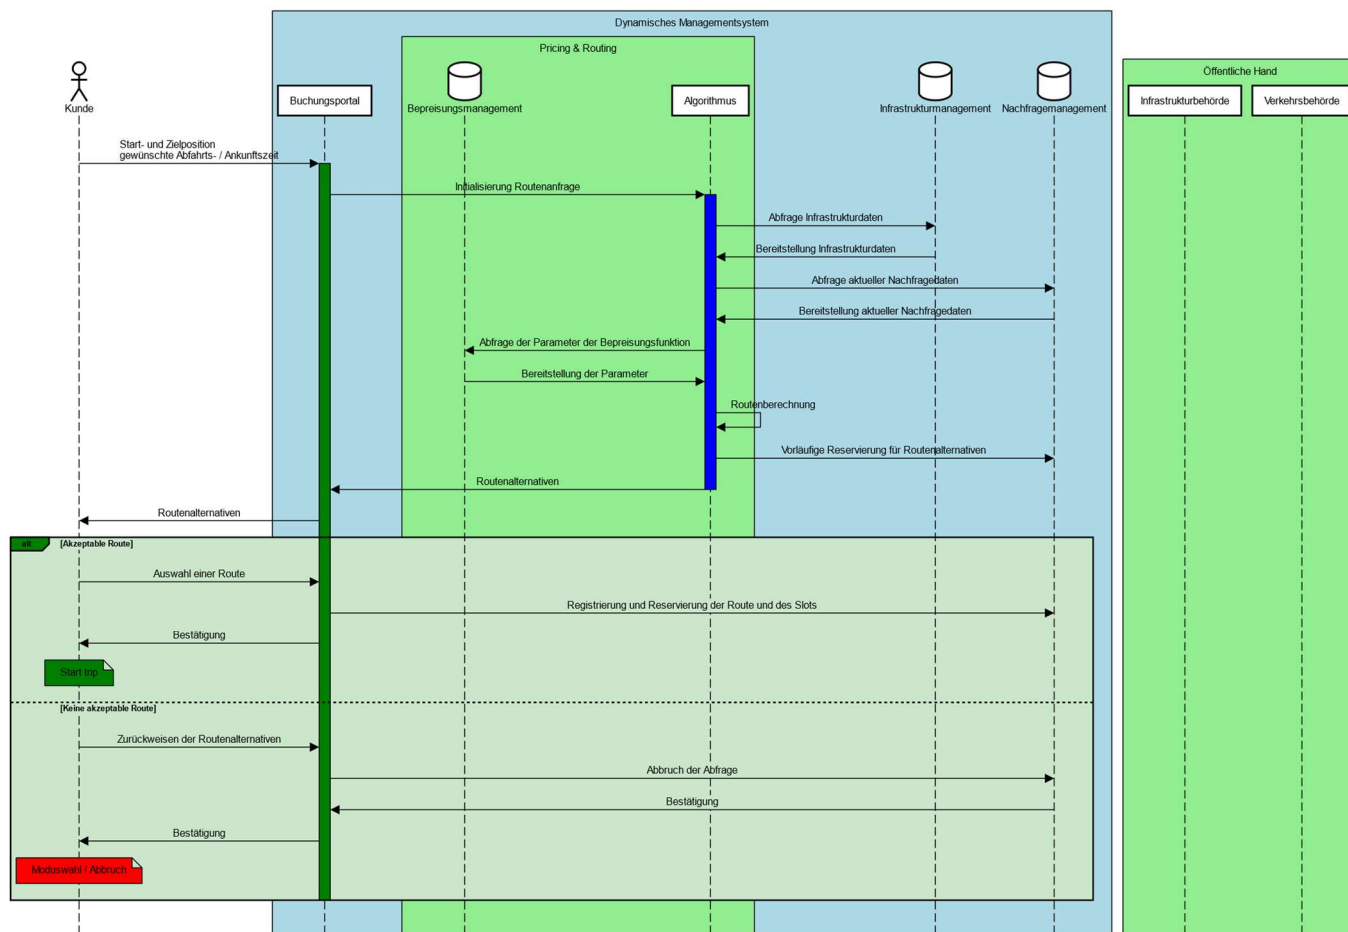 Dynamisches Managementsystem
Pricing & Routing
Öffentliche Hand
Kunde
Buchungsportal
Bepreisungsmanagement
Algorithmus
Infrastrukturmanagement
Nachfragemanagement
Infrastrukturbehörde
Verkehrsbehörde
Start- und Zielposition
gewünschte Abfahrts- / Ankunftszeit
Initialisierung Routenanfrage
Abfrage Infrastrukturdaten
Bereitstellung Infrastrukturdaten
Abfrage aktueller Nachfragedaten
Bereitstellung aktueller Nachfragedaten
Abfrage der Parameter der Bepreisungsfunktion
Bereitstellung der Parameter
Routenberechnung
Vorläufige Reservierung für Routenalternativen
Routenalternativen
Routenalternativen
alt
[Akzeptable Route]
Auswahl einer Route
Registrierung und Reservierung der Route und des Slots
Bestätigung
Start trip
[Keine akzeptable Route]
Zurückweisen der Routenalternativen
Abbruch der Abfrage
Bestätigung
Bestätigung
Moduswahl / Abbruch